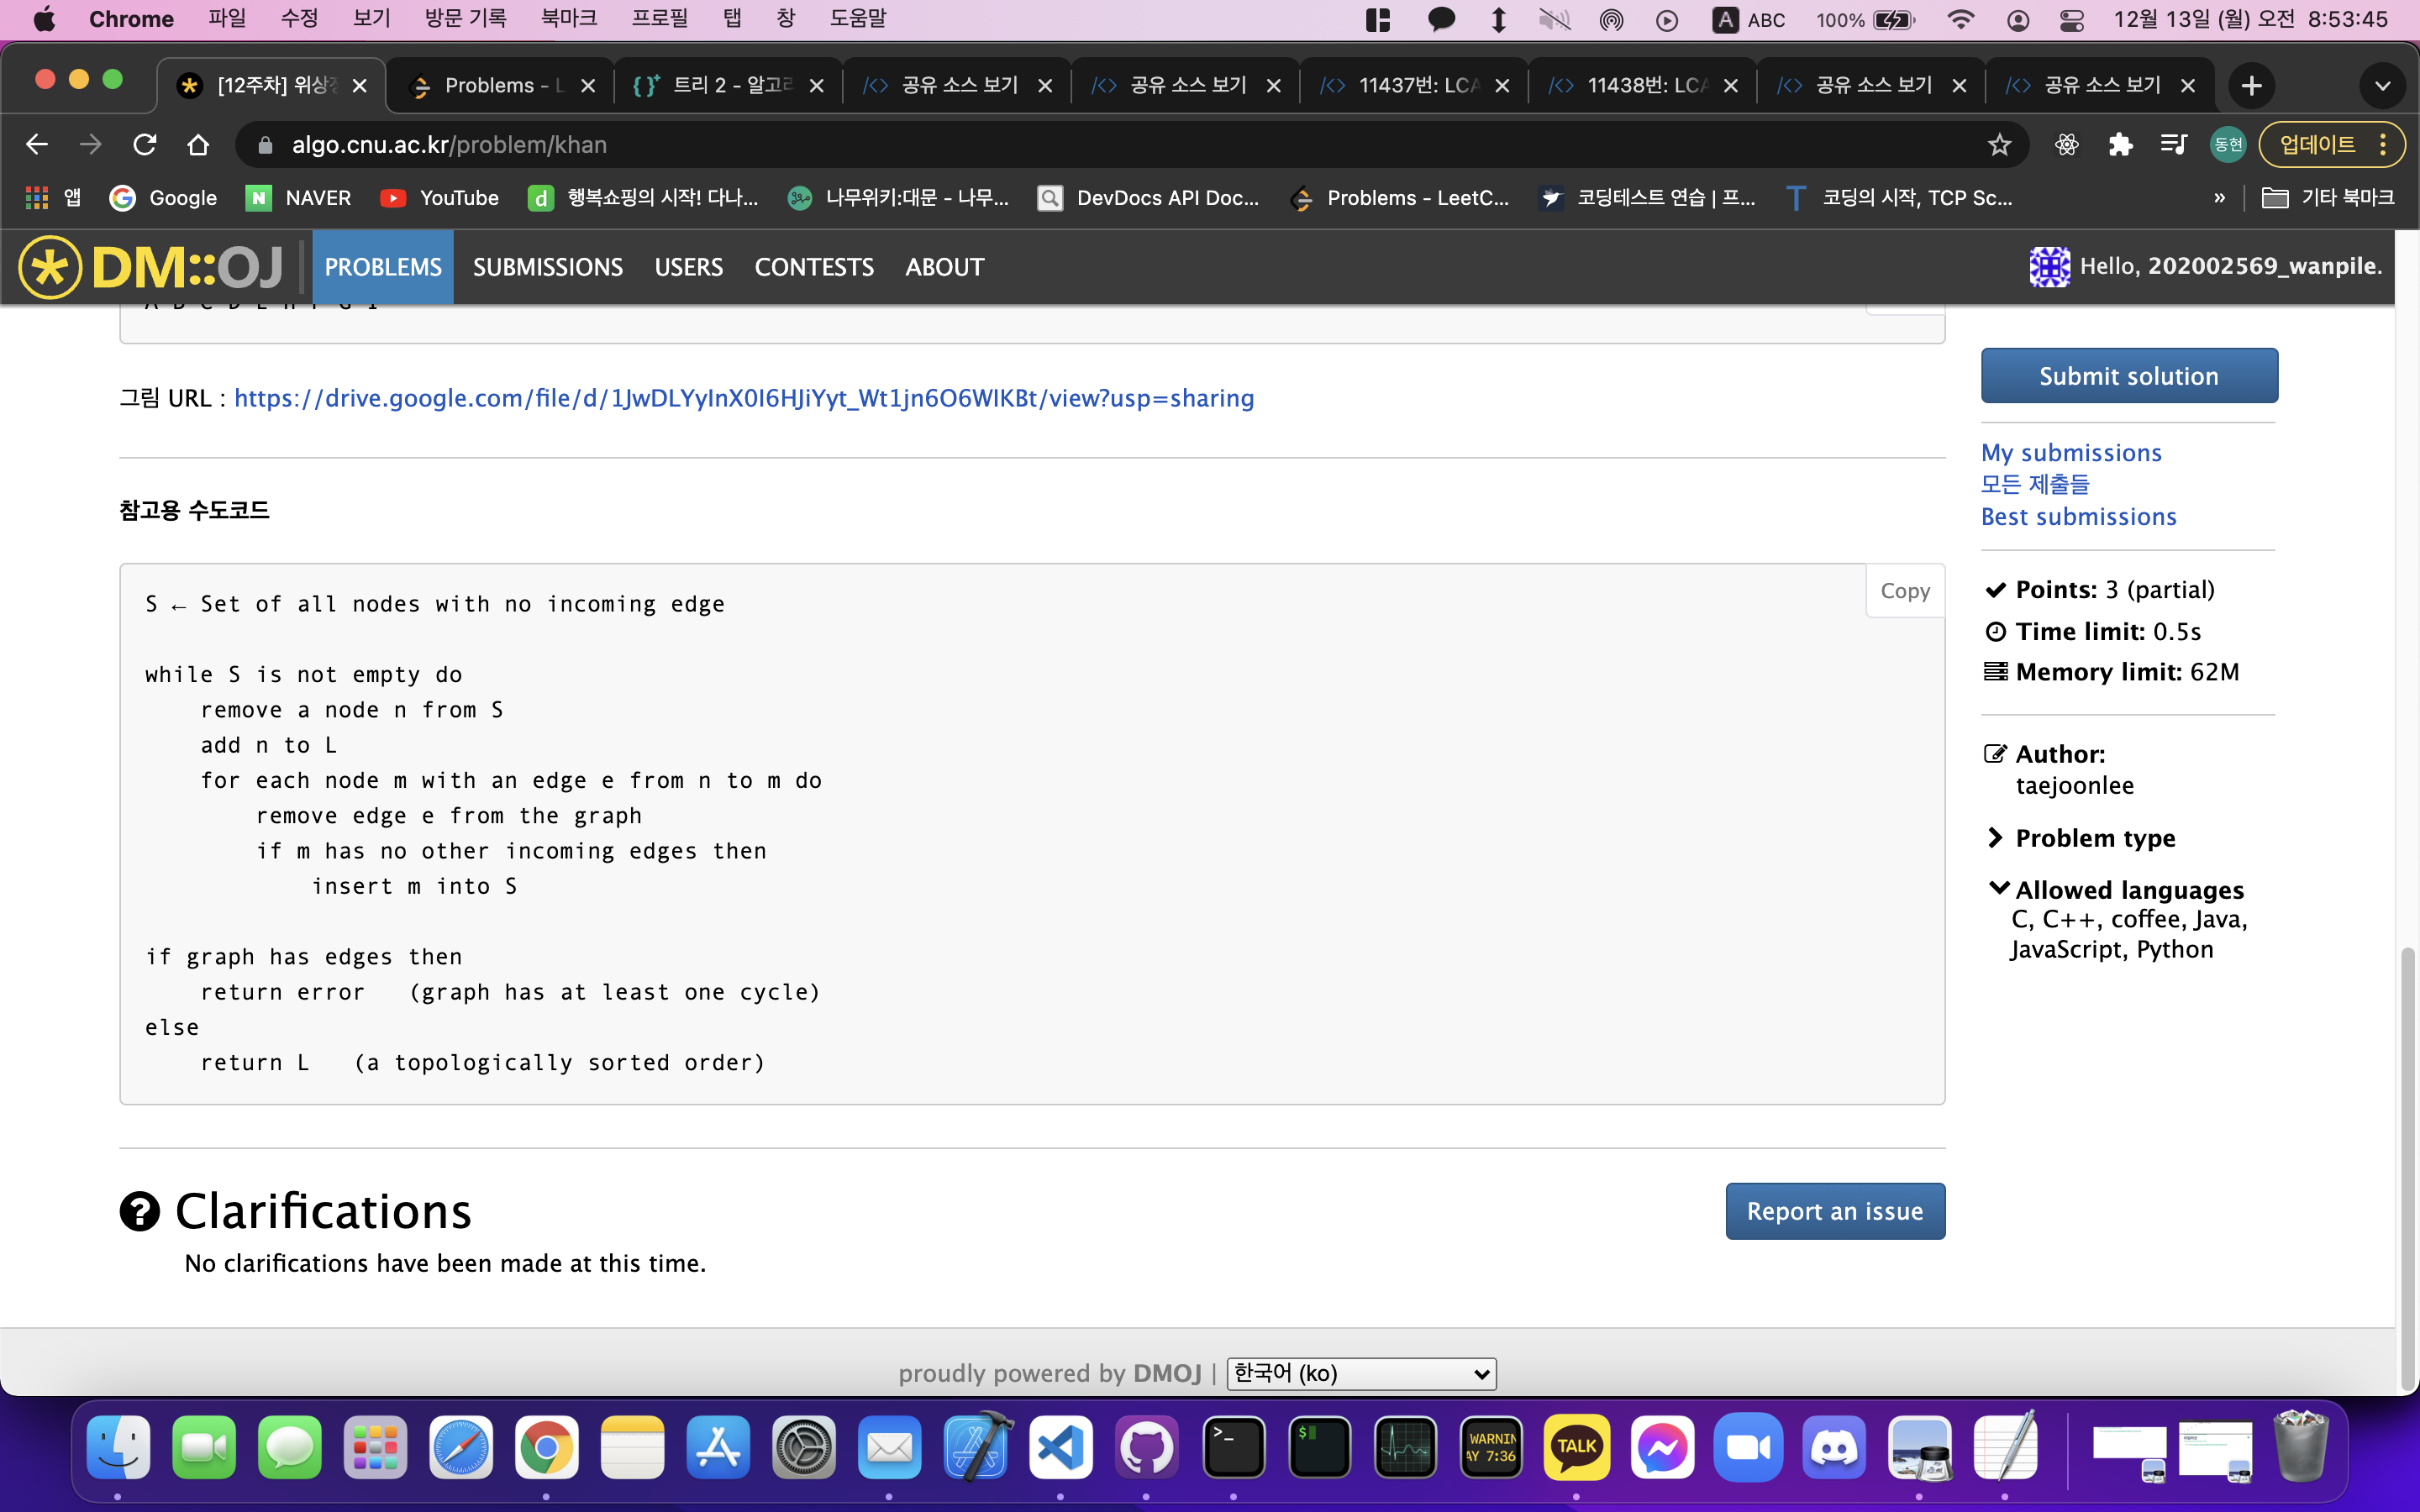 Chrome 파일 수정 보기 방문 기록 북마크 프로필 탭 창 도움말 A ABC 100% 12월 13일 (월) 오전 8:53:45
[12주차] 위상정 Problems - L 트리 2 - 알고리 공유 소스 보기 공유 소스 보기 11437번: LCA 11438번: LCA 공유 소스 보기 공유 소스 보기
algo.cnu.ac.kr/problem/khan 동현 업데이트
앱 Google NAVER YouTube 행복쇼핑의 시작! 다나... 나무위키:대문 - 나무... DevDocs API Doc... Problems - LeetC... 코딩테스트 연습 | 프... 코딩의 시작, TCP Sc... » 기타 북마크
DM::OJ PROBLEMS SUBMISSIONS USERS CONTESTS ABOUT Hello, 202002569_wanpile.
그림 URL : https://drive.google.com/file/d/1JwDLYyInX0I6HJiYyt_Wt1jn6O6WIKBt/view?usp=sharing
참고용 수도코드
Copy
S ← Set of all nodes with no incoming edge
while S is not empty do
    remove a node n from S
    add n to L
    for each node m with an edge e from n to m do
        remove edge e from the graph
        if m has no other incoming edges then
            insert m into S
if graph has edges then
    return error   (graph has at least one cycle)
else
    return L   (a topologically sorted order)
Clarifications
Report an issue
No clarifications have been made at this time.
Submit solution
My submissions
모든 제출들
Best submissions
Points: 3 (partial)
Time limit: 0.5s
Memory limit: 62M
Author:
taejoonlee
Problem type
Allowed languages
C, C++, coffee, Java,
JavaScript, Python
proudly powered by DMOJ | 한국어 (ko)
TALK